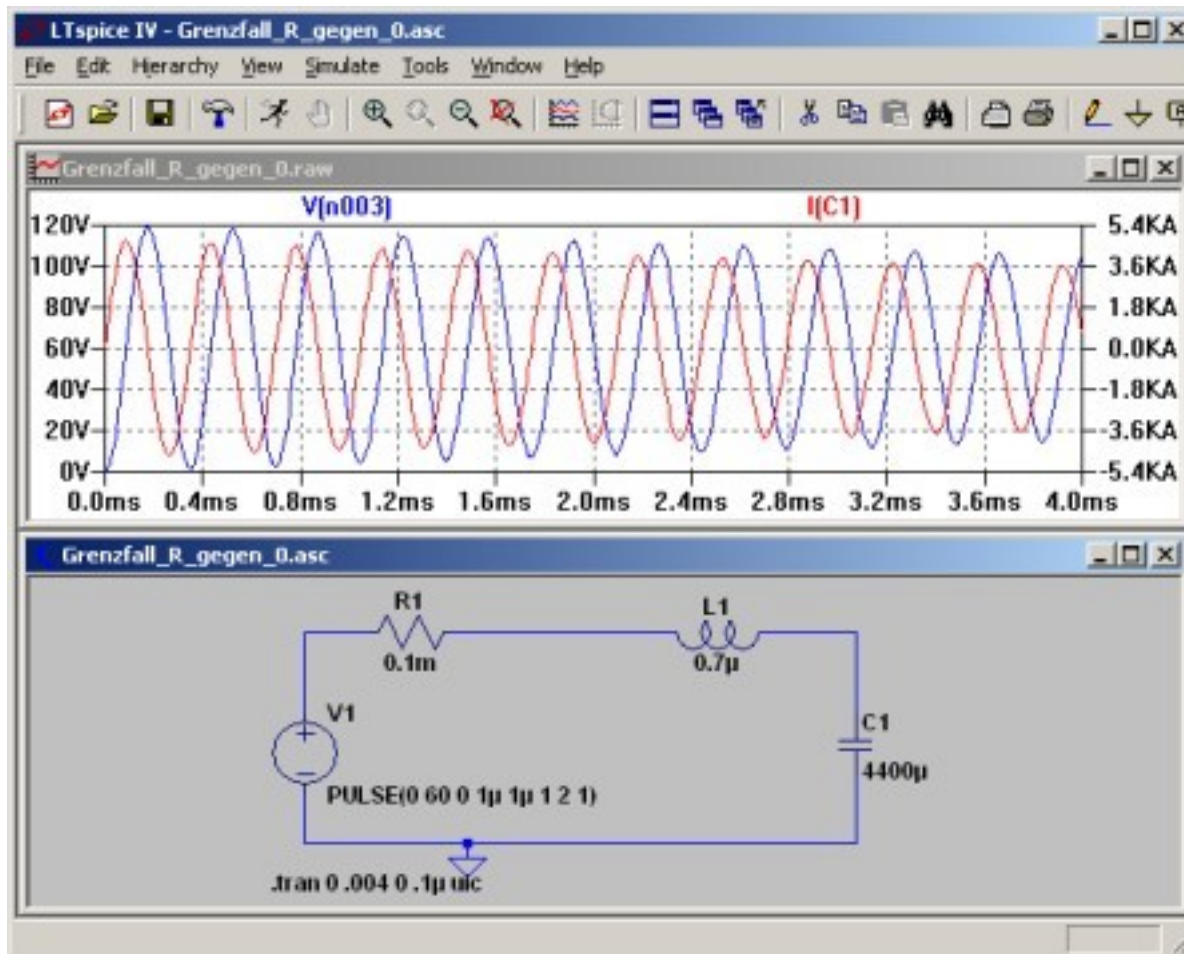 LTspice IV - Grenzfall_R_gegen_0.asc
File Edit Hierarchy View Simulate Tools Window Help
Grenzfall_R_gegen_0.raw
V(n003) I(C1)
120V 5.4KA
100V 3.6KA
80V 1.8KA
60V 0.0KA
40V -1.8KA
20V -3.6KA
0V -5.4KA
0.0ms 0.4ms 0.8ms 1.2ms 1.6ms 2.0ms 2.4ms 2.8ms 3.2ms 3.6ms 4.0ms
Grenzfall_R_gegen_0.asc
R1 L1
0.1m 0.7µ
V1 C1
4400µ
PULSE(0 60 0 1µ 1µ 1 2 1)
.tran 0 .004 0 .1µ uic